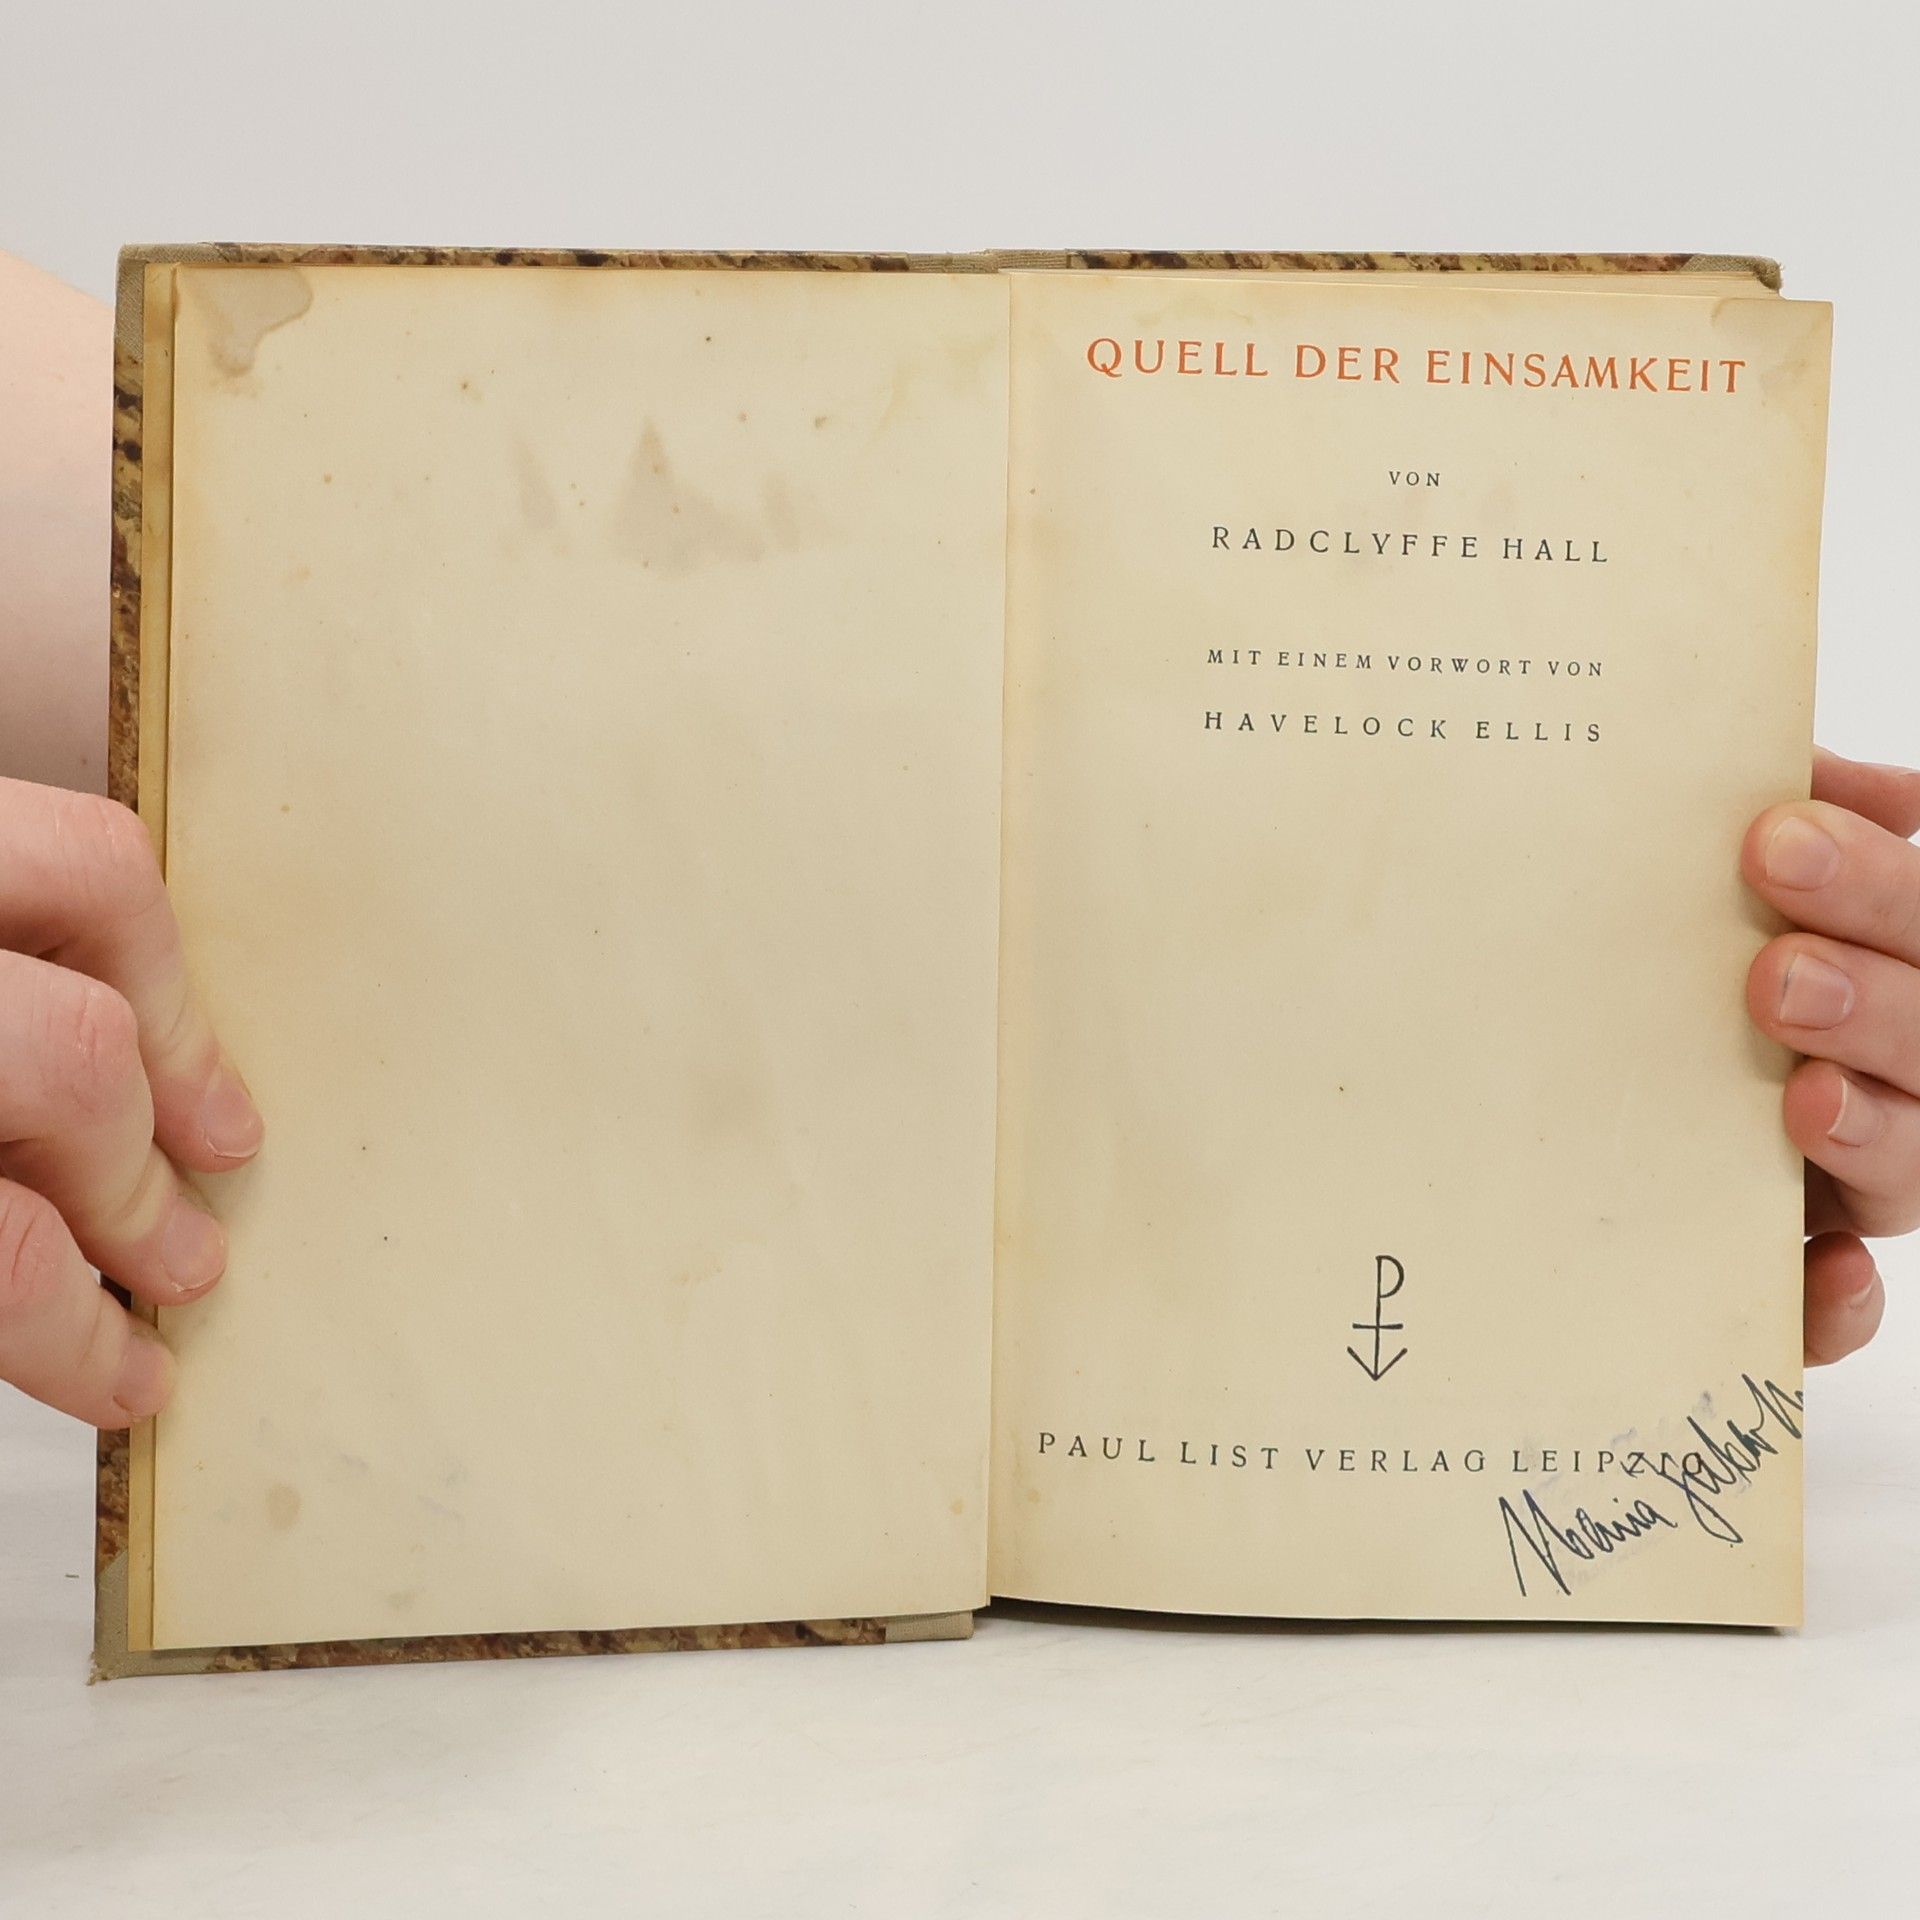 QUELL DER EINSAMKEIT
VON
RADCLYFFE HALL
MIT EINEM VORWORT VON
HAVELOCK ELLIS
PAUL LIST VERLAG LEIPZIG